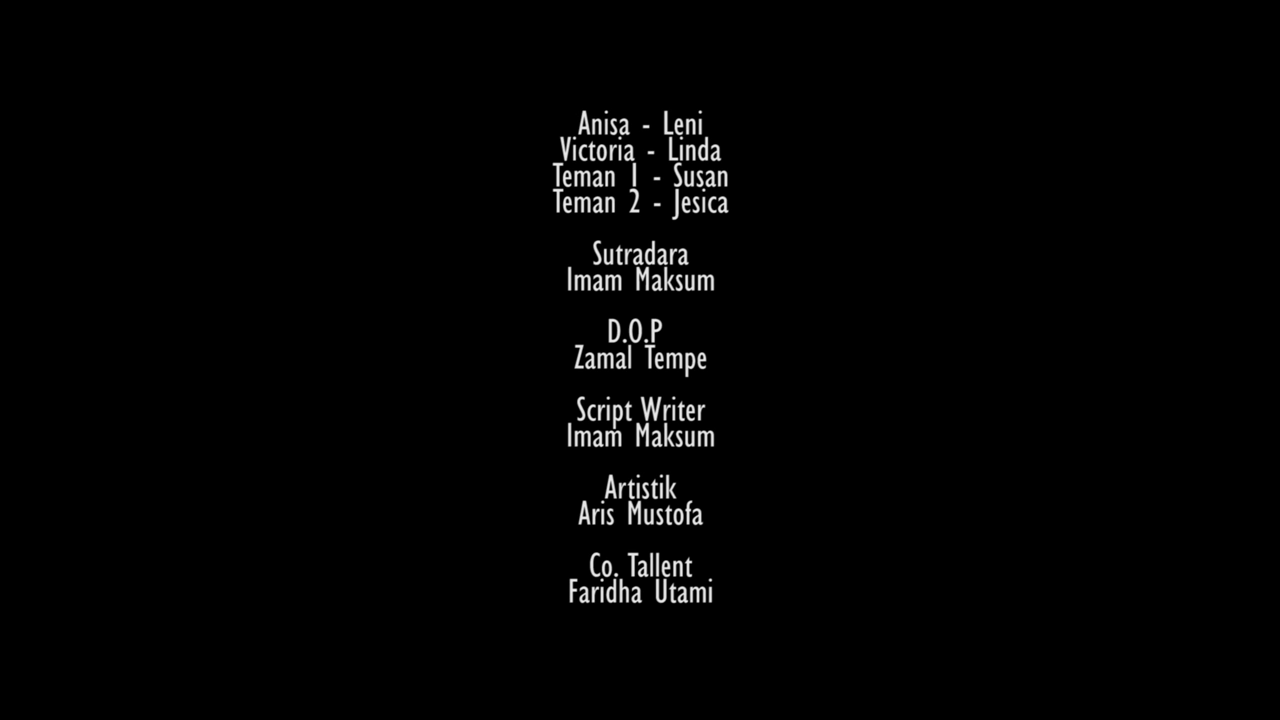 Anisa - Leni
Victoria - Linda
Teman 1 - Susan
Teman 2 - Jesica
Sutradara
Imam Maksum
D.O.P
Zamal Tempe
Script Writer
Imam Maksum
Artistik
Aris Mustofa
Co. Tallent
Faridha Utami